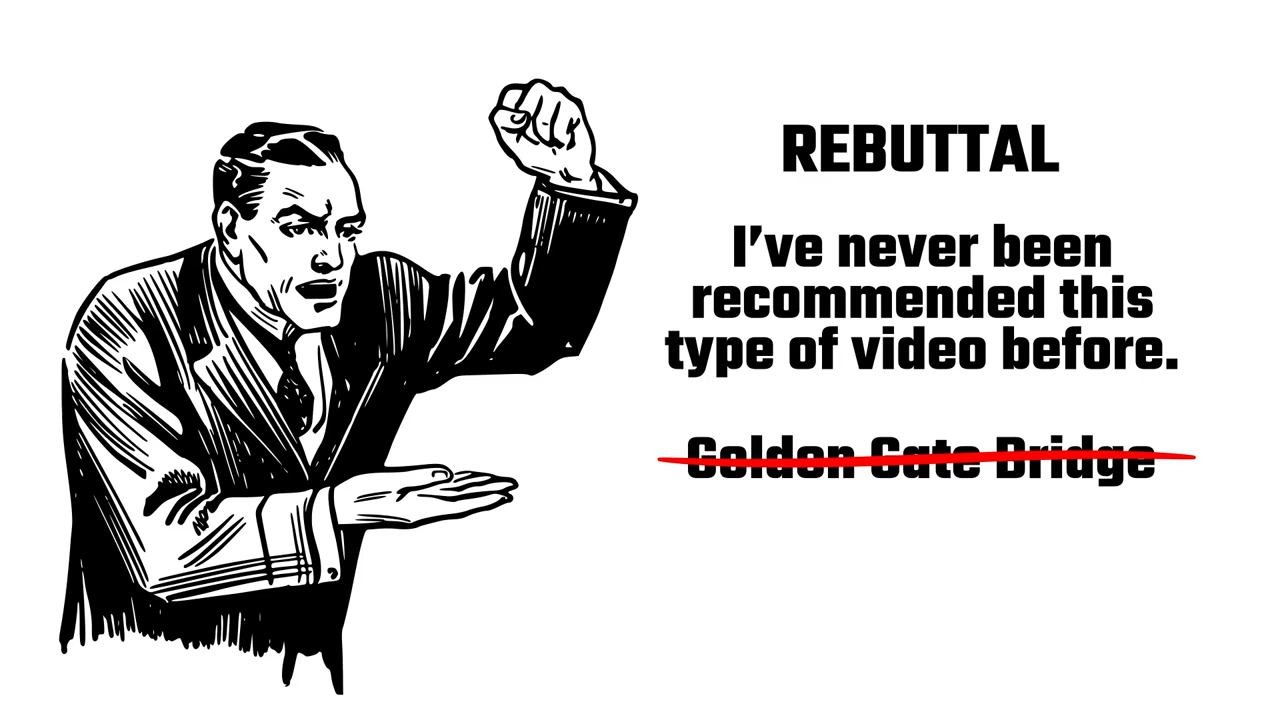 REBUTTAL
I’ve never been
recommended this
type of video before.
Golden Gate Bridge